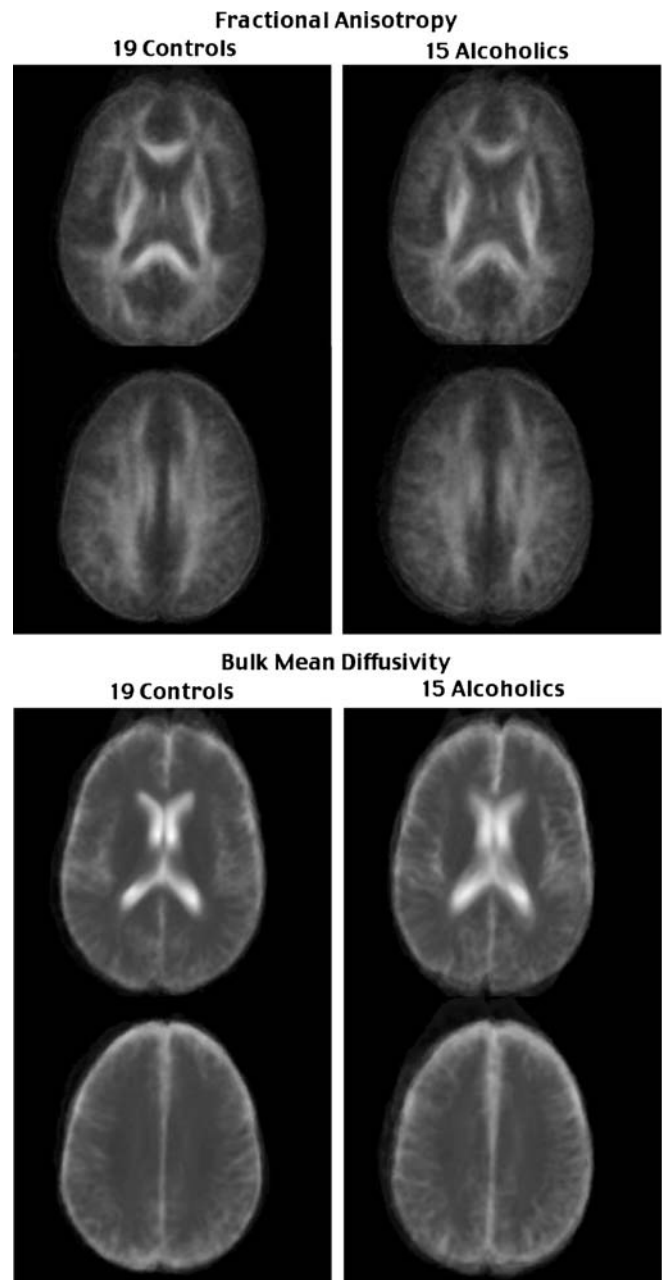 Fractional Anisotropy
19 Controls 15 Alcoholics
Bulk Mean Diffusivity
19 Controls 15 Alcoholics